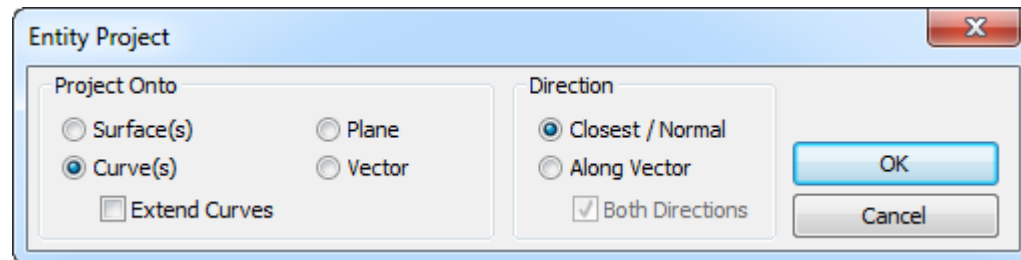 Entity Project
Project Onto
Direction
Surface(s)
Plane
Closest / Normal
Curve(s)
Vector
Along Vector
OK
Extend Curves
Both Directions
Cancel